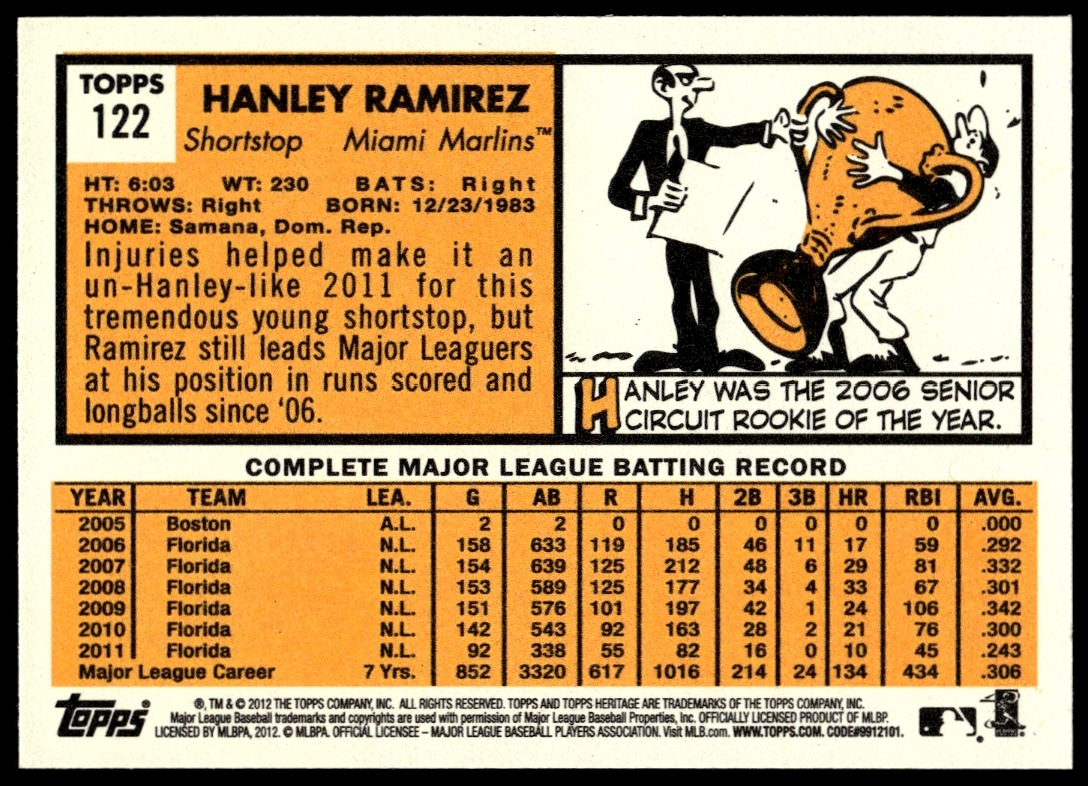 TOPPS
122
HANLEY RAMIREZ
Shortstop Miami Marlins™
HT: 6:03 WT: 230 BATS: Right
THROWS: Right BORN: 12/23/1983
HOME: Samana, Dom. Rep.
Injuries helped make it an
un-Hanley-like 2011 for this
tremendous young shortstop, but
Ramirez still leads Major Leaguers
at his position in runs scored and
longballs since ‘06.
HANLEY WAS THE 2006 SENIOR
CIRCUIT ROOKIE OF THE YEAR.
COMPLETE MAJOR LEAGUE BATTING RECORD
YEAR TEAM LEA. G AB R H 2B 3B HR RBI AVG.
2005 Boston A.L. 2 2 0 0 0 0 0 0 .000
2006 Florida N.L. 158 633 119 185 46 11 17 59 .292
2007 Florida N.L. 154 639 125 212 48 6 29 81 .332
2008 Florida N.L. 153 589 125 177 34 4 33 67 .301
2009 Florida N.L. 151 576 101 197 42 1 24 106 .342
2010 Florida N.L. 142 543 92 163 28 2 21 76 .300
2011 Florida N.L. 92 338 55 82 16 0 10 45 .243
Major League Career 7 Yrs. 852 3320 617 1016 214 24 134 434 .306
topps
®, TM & © 2012 THE TOPPS COMPANY, INC. ALL RIGHTS RESERVED. TOPPS AND TOPPS HERITAGE ARE TRADEMARKS OF THE TOPPS COMPANY, INC.
Major League Baseball trademarks and copyrights are used with permission of Major League Baseball Properties, Inc. OFFICIALLY LICENSED PRODUCT OF MLBP.
LICENSED BY MLBPA, 2012. © MLBPA. OFFICIAL LICENSEE – MAJOR LEAGUE BASEBALL PLAYERS ASSOCIATION. Visit MLB.com. WWW.TOPPS.COM. CODE#9912101.